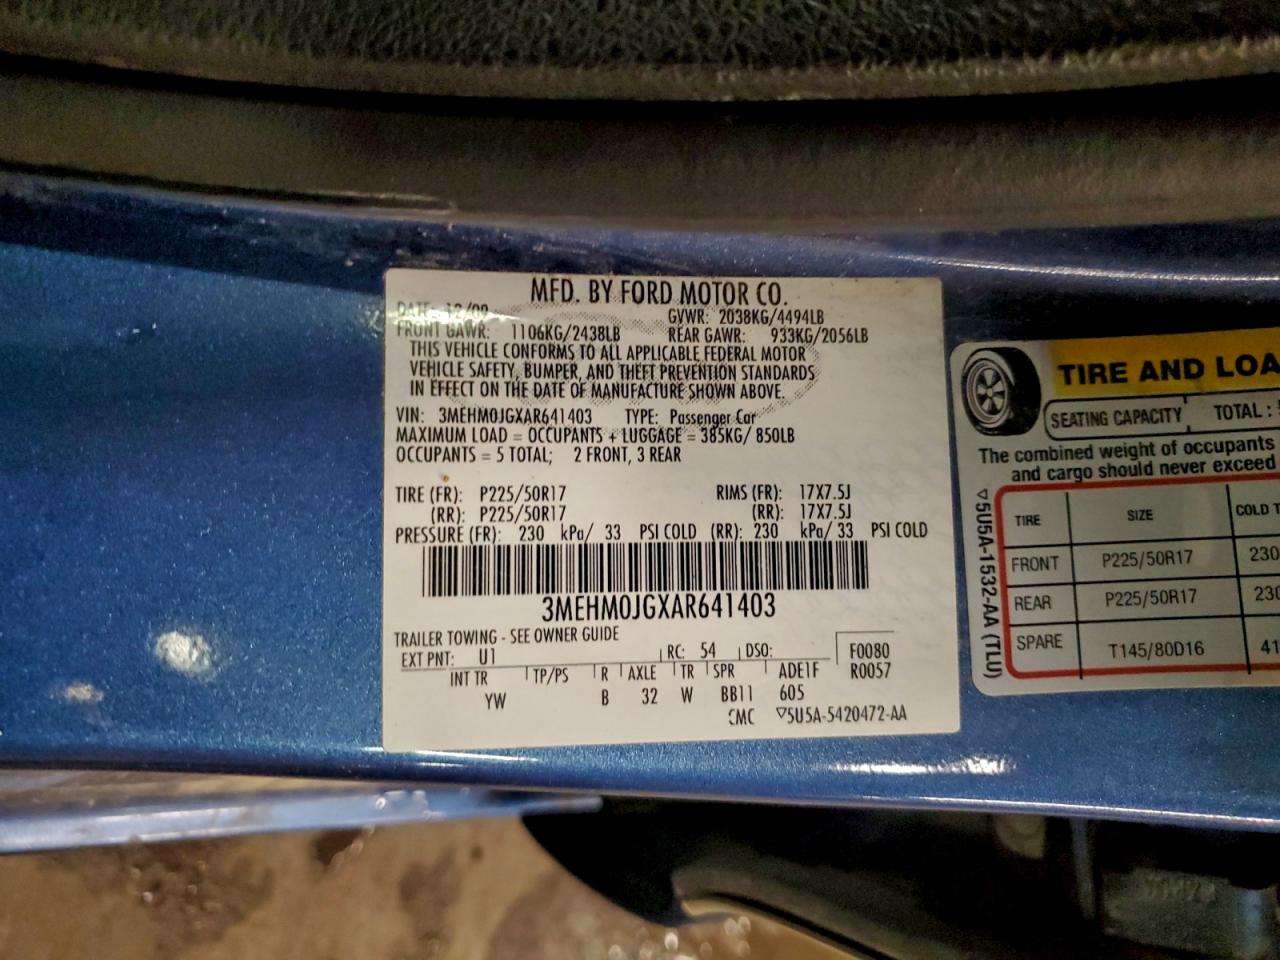 MFD. BY FORD MOTOR CO.
DATE: 12/09 GVWR: 2038KG/4494LB
FRONT GAWR: 1106KG/2438LB REAR GAWR: 933KG/2056LB
THIS VEHICLE CONFORMS TO ALL APPLICABLE FEDERAL MOTOR
VEHICLE SAFETY, BUMPER, AND THEFT PREVENTION STANDARDS
IN EFFECT ON THE DATE OF MANUFACTURE SHOWN ABOVE.
VIN: 3MEHM0JGXAR641403 TYPE: Passenger Car
MAXIMUM LOAD = OCCUPANTS + LUGGAGE = 385KG/ 850LB
OCCUPANTS = 5 TOTAL; 2 FRONT, 3 REAR
TIRE (FR): P225/50R17 RIMS (FR): 17X7.5J
(RR): P225/50R17 (RR): 17X7.5J
PRESSURE (FR): 230 kPa/ 33 PSI COLD (RR): 230 kPa/ 33 PSI COLD
3MEHM0JGXAR641403
TRAILER TOWING - SEE OWNER GUIDE
EXT PNT: U1 RC: 54 DSO: F0080
INT TR TP/PS R AXLE TR SPR ADE1F R0057
YW B 32 W BB11 605
CMC ▽5U5A-5420472-AA
TIRE AND LOA
SEATING CAPACITY TOTAL :
The combined weight of occupants
and cargo should never exceed
▽5U5A-1532-AA (TLU)
TIRE SIZE COLD T
FRONT P225/50R17 230
REAR P225/50R17 230
SPARE T145/80D16 41